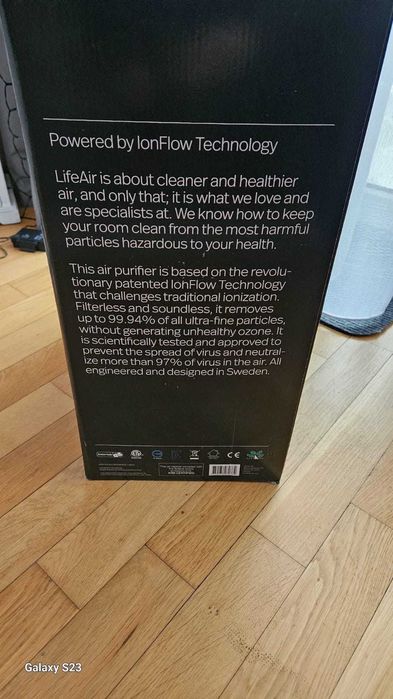 Powered by IonFlow Technology
LifeAir is about cleaner and healthier
air, and only that; it is what we love and
are specialists at. We know how to keep
your room clean from the most harmful
particles hazardous to your health.
This air purifier is based on the revolu-
tionary patented IonFlow Technology
that challenges traditional ionization.
Filterless and soundless, it removes
up to 99.94% of all ultra-fine particles,
without generating unhealthy ozone. It
is scientifically tested and approved to
prevent the spread of virus and neutral-
ize more than 97% of virus in the air. All
engineered and designed in Sweden.
CE
Galaxy S23